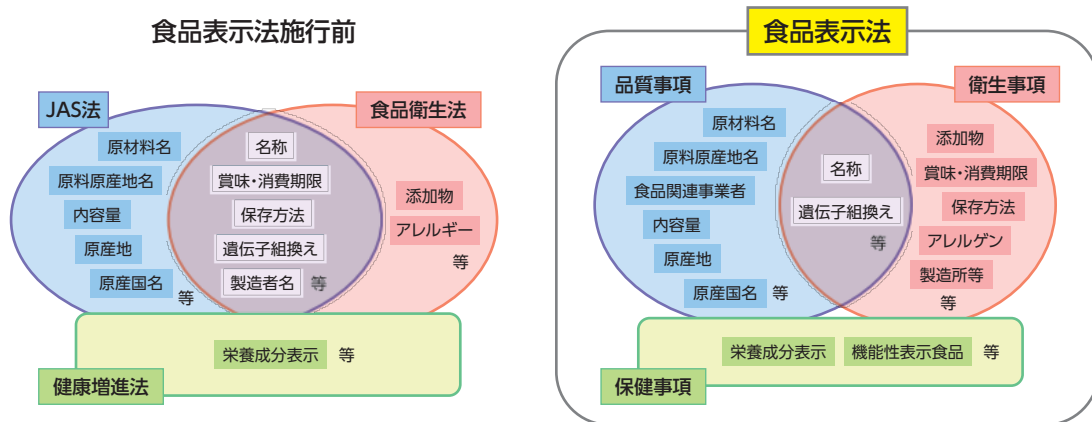 食品表示法施行前
JAS法
食品衛生法
原材料名
原料原産地名
内容量
原産地
原産国名
等
名称
賞味・消費期限
保存方法
遺伝子組換え
製造者名
等
添加物
アレルギー
等
栄養成分表示 等
健康増進法
食品表示法
品質事項
衛生事項
原材料名
原料原産地名
食品関連事業者
内容量
原産地
原産国名
等
名称
遺伝子組換え
等
添加物
賞味・消費期限
保存方法
アレルゲン
製造所等
等
栄養成分表示 機能性表示食品 等
保健事項